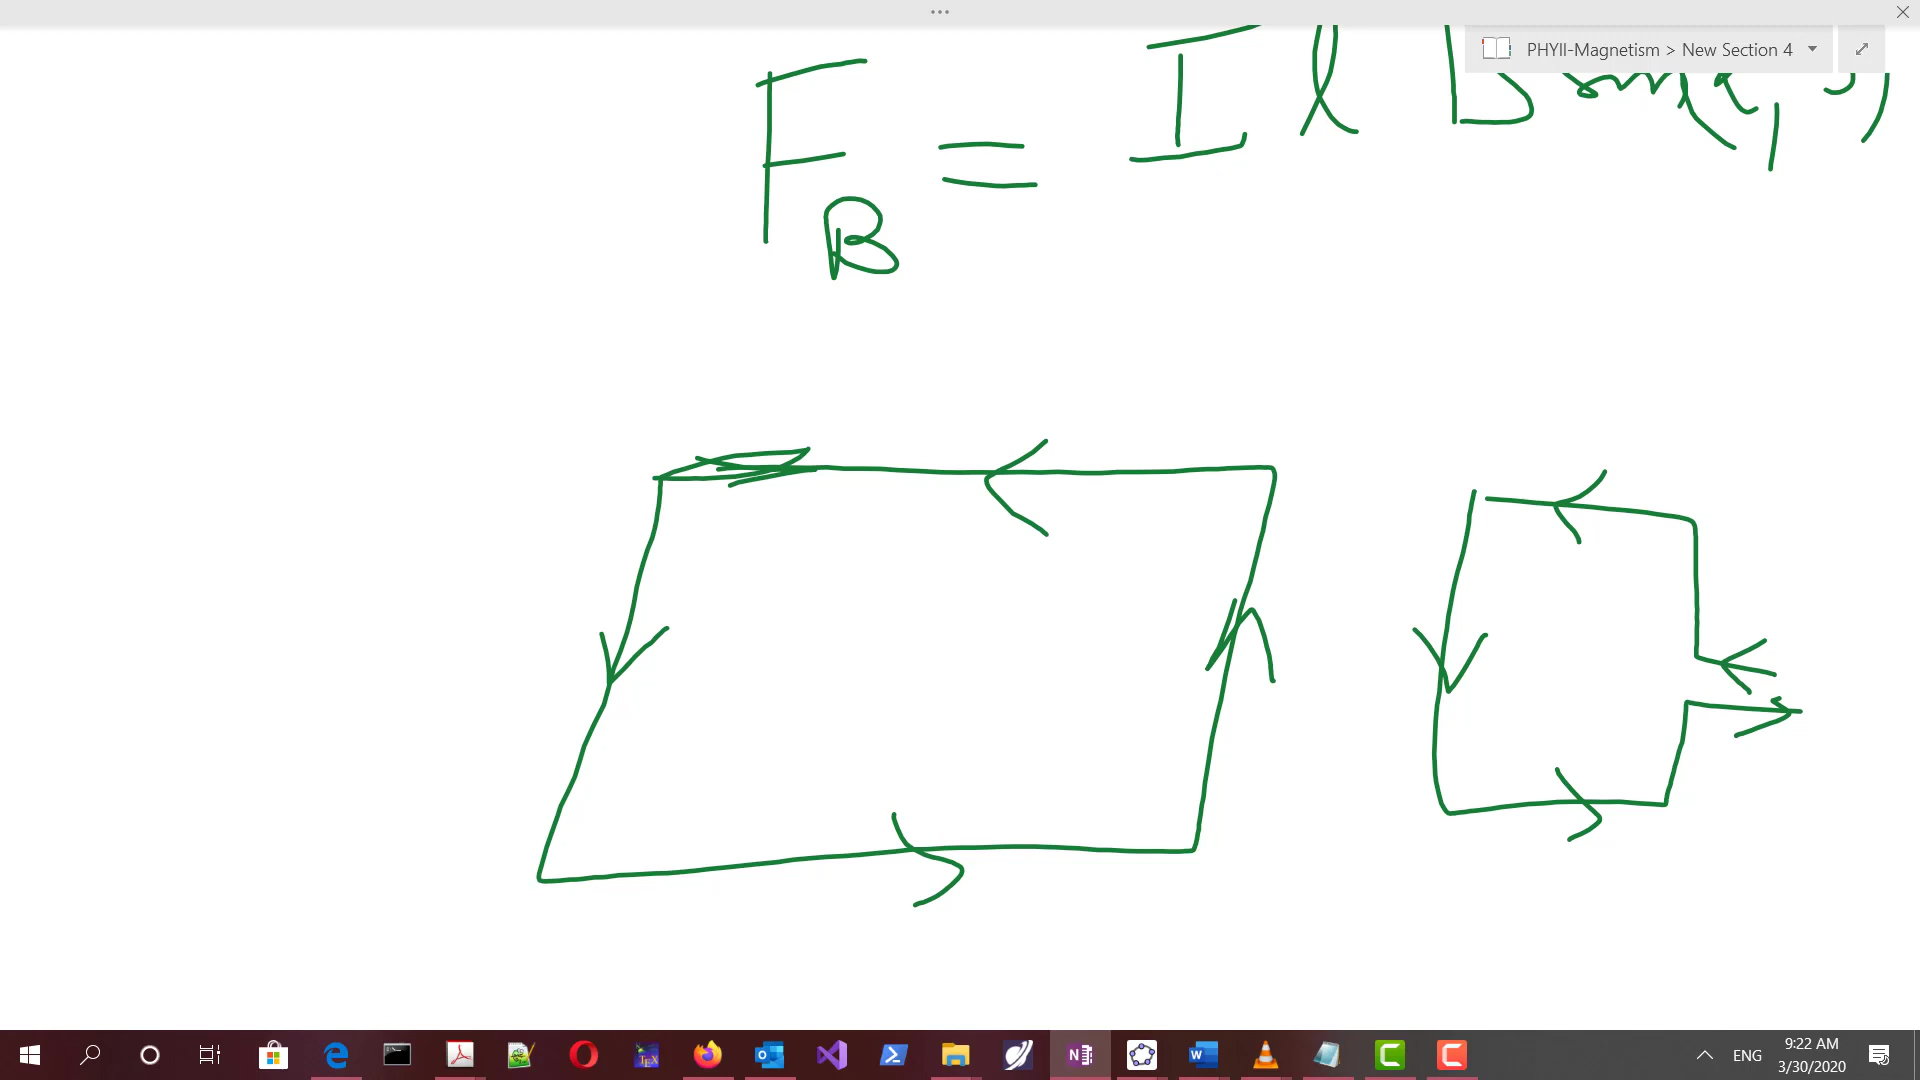 PHYII-Magnetism > New Section 4
F_B = I l B sin(
ENG
9:22 AM
3/30/2020